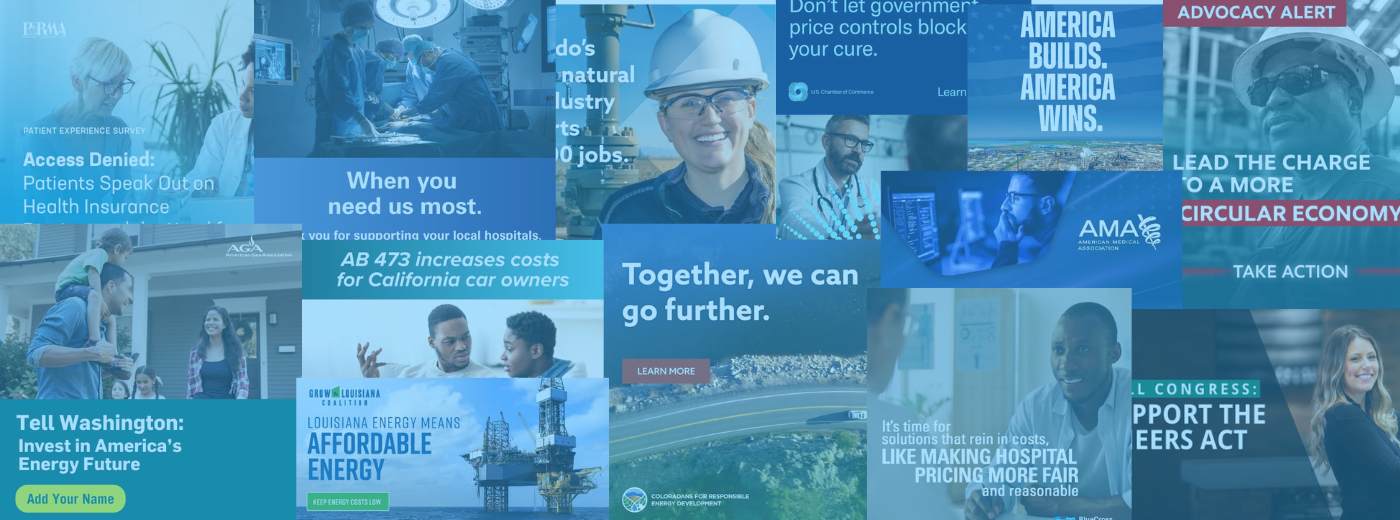 PhRMA
PATIENT EXPERIENCE SURVEY
Access Denied:
Patients Speak Out on
Health Insurance
When you
need us most.
you for supporting your local hospitals.
do's
natural
dustry
rts
00 jobs.
Don't let government
price controls block
your cure.
U.S. Chamber of Commerce
Learn
AMERICA
BUILDS.
AMERICA
WINS.
ADVOCACY ALERT
LEAD THE CHARGE
TO A MORE
CIRCULAR ECONOMY
TAKE ACTION
AMA
AMERICAN MEDICAL
ASSOCIATION
AGA
American Gas Association
Tell Washington:
Invest in America's
Energy Future
Add Your Name
AB 473 increases costs
for California car owners
GROW LOUISIANA
COALITION
LOUISIANA ENERGY MEANS
AFFORDABLE
ENERGY
KEEP ENERGY COSTS LOW
Together, we can
go further.
LEARN MORE
COLORADANS FOR RESPONSIBLE
ENERGY DEVELOPMENT
It's time for
solutions that rein in costs,
LIKE MAKING HOSPITAL
PRICING MORE FAIR
and reasonable
BlueCross
LL CONGRESS:
PPORT THE
EERS ACT